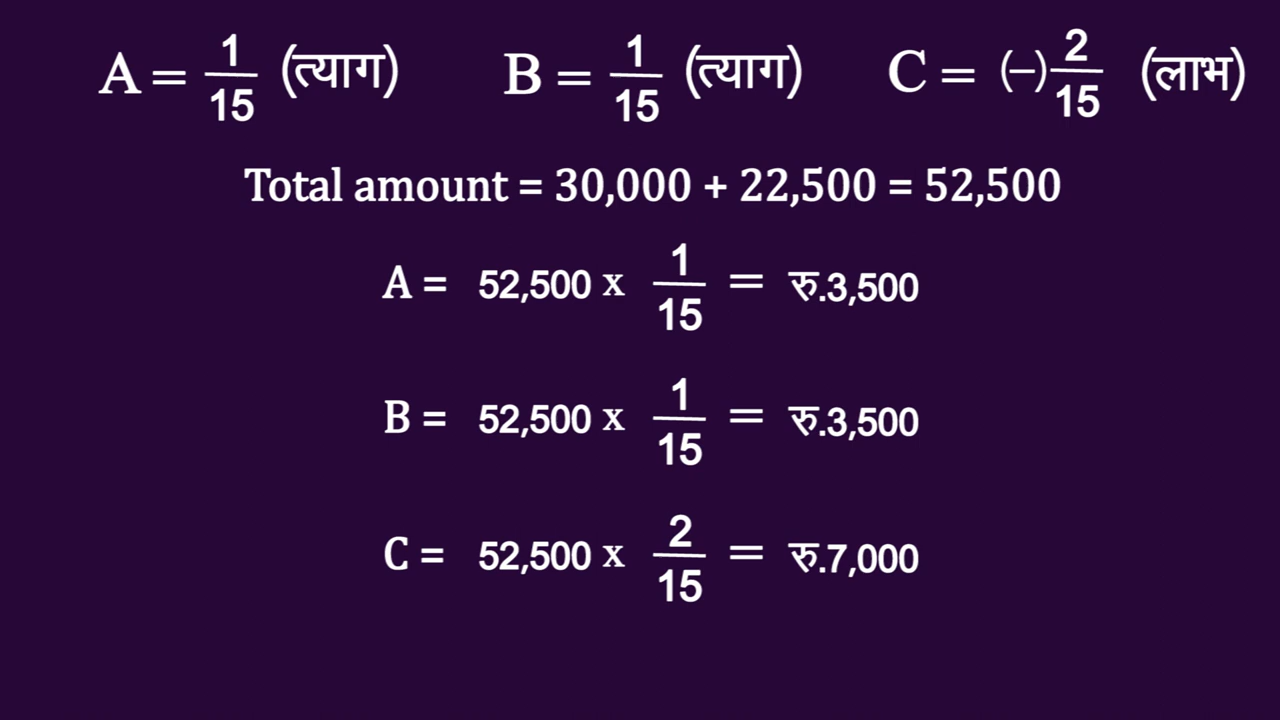 A = 1/15 (त्याग) B = 1/15 (त्याग) C = (−) 2/15 (लाभ)
Total amount = 30,000 + 22,500 = 52,500
A = 52,500 x 1/15 = रु.3,500
B = 52,500 x 1/15 = रु.3,500
C = 52,500 x 2/15 = रु.7,000